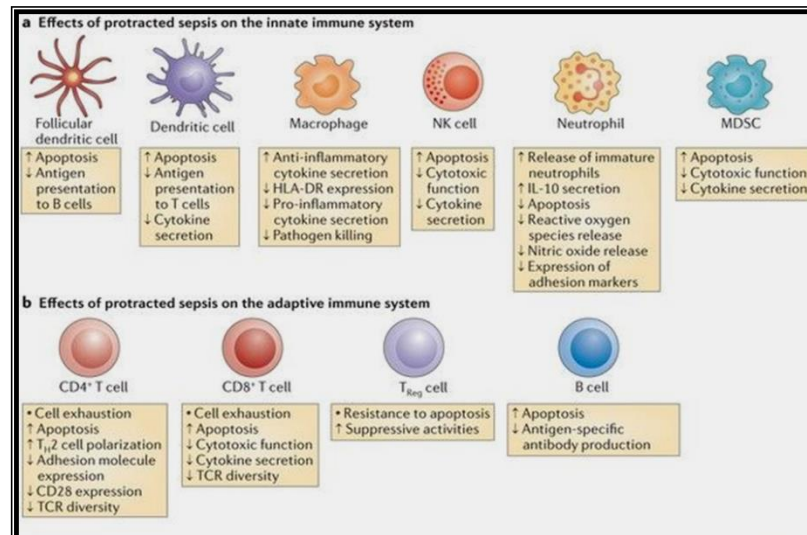 a Effects of protracted sepsis on the innate immune system
Follicular
dendritic cell
↑ Apoptosis
↓ Antigen
presentation
to B cells
Dendritic cell
↑ Apoptosis
↓ Antigen
presentation
to T cells
↓ Cytokine
secretion
Macrophage
↑ Anti-inflammatory
cytokine secretion
↓ HLA-DR expression
↓ Pro-inflammatory
cytokine secretion
↓ Pathogen killing
NK cell
↑ Apoptosis
↓ Cytotoxic
function
↓ Cytokine
secretion
Neutrophil
↑ Release of immature
neutrophils
↑ IL-10 secretion
↓ Apoptosis
↓ Reactive oxygen
species release
↓ Nitric oxide release
↓ Expression of
adhesion markers
MDSC
↑ Apoptosis
↓ Cytotoxic function
↓ Cytokine secretion
b Effects of protracted sepsis on the adaptive immune system
CD4⁺ T cell
• Cell exhaustion
↑ Apoptosis
↑ T<sub>H</sub>2 cell polarization
↓ Adhesion molecule
expression
↓ CD28 expression
↓ TCR diversity
CD8⁺ T cell
• Cell exhaustion
↑ Apoptosis
↓ Cytotoxic function
↓ Cytokine secretion
↓ TCR diversity
T<sub>Reg</sub> cell
• Resistance to apoptosis
↑ Suppressive activities
B cell
↑ Apoptosis
↓ Antigen-specific
antibody production